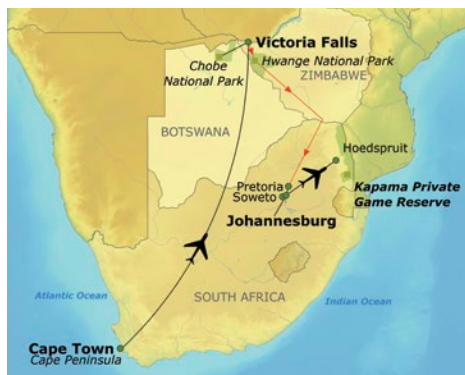 Victoria Falls
Chobe
National Park
Hwange National Park
ZIMBABWE
BOTSWANA
Hoedspruit
Pretoria
Soweto
Kapama Private
Game Reserve
Johannesburg
SOUTH AFRICA
Atlantic Ocean
Indian Ocean
Cape Town
Cape Peninsula